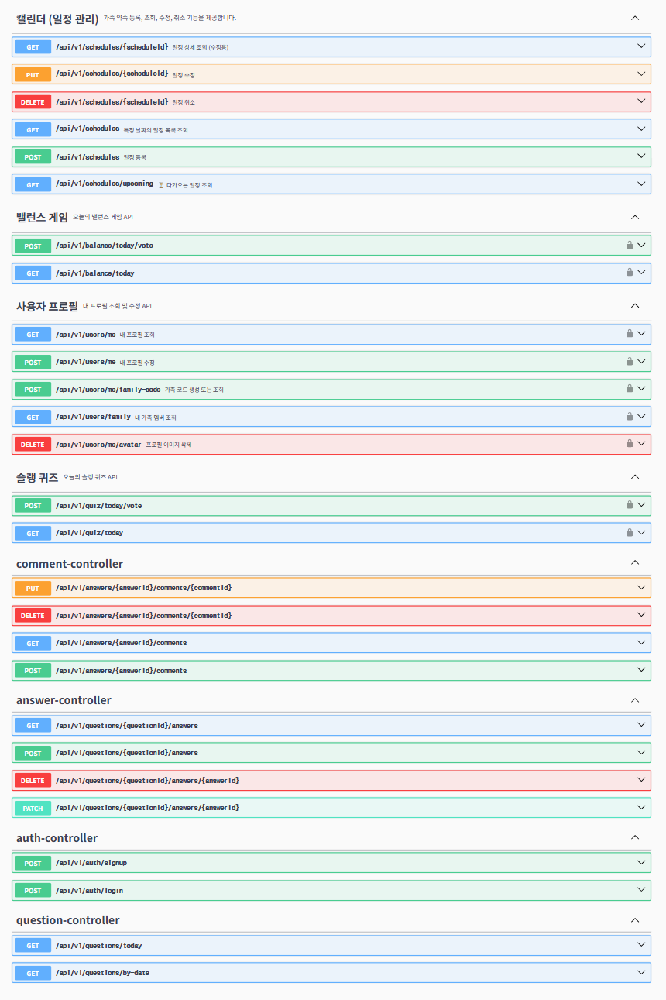 캘린더 (일정 관리) 가족 약속 등록, 조회, 수정, 취소 기능을 제공합니다.
GET /api/v1/schedules/{scheduleId} 일정 상세 조회 (수정용)
PUT /api/v1/schedules/{scheduleId} 일정 수정
DELETE /api/v1/schedules/{scheduleId} 일정 취소
GET /api/v1/schedules 특정 날짜의 일정 목록 조회
POST /api/v1/schedules 일정 등록
GET /api/v1/schedules/upcoming ⏳ 다가오는 일정 조회
밸런스 게임 오늘의 밸런스 게임 API
POST /api/v1/balance/today/vote
GET /api/v1/balance/today
사용자 프로필 내 프로필 조회 및 수정 API
GET /api/v1/users/me 내 프로필 조회
POST /api/v1/users/me 내 프로필 수정
POST /api/v1/users/me/family-code 가족 코드 생성 또는 조회
GET /api/v1/users/family 내 가족 멤버 조회
DELETE /api/v1/users/me/avatar 프로필 이미지 삭제
슬랭 퀴즈 오늘의 슬랭 퀴즈 API
POST /api/v1/quiz/today/vote
GET /api/v1/quiz/today
comment-controller
PUT /api/v1/answers/{answerId}/comments/{commentId}
DELETE /api/v1/answers/{answerId}/comments/{commentId}
GET /api/v1/answers/{answerId}/comments
POST /api/v1/answers/{answerId}/comments
answer-controller
GET /api/v1/questions/{questionId}/answers
POST /api/v1/questions/{questionId}/answers
DELETE /api/v1/questions/{questionId}/answers/{answerId}
PATCH /api/v1/questions/{questionId}/answers/{answerId}
auth-controller
POST /api/v1/auth/signup
POST /api/v1/auth/login
question-controller
GET /api/v1/questions/today
GET /api/v1/questions/by-date